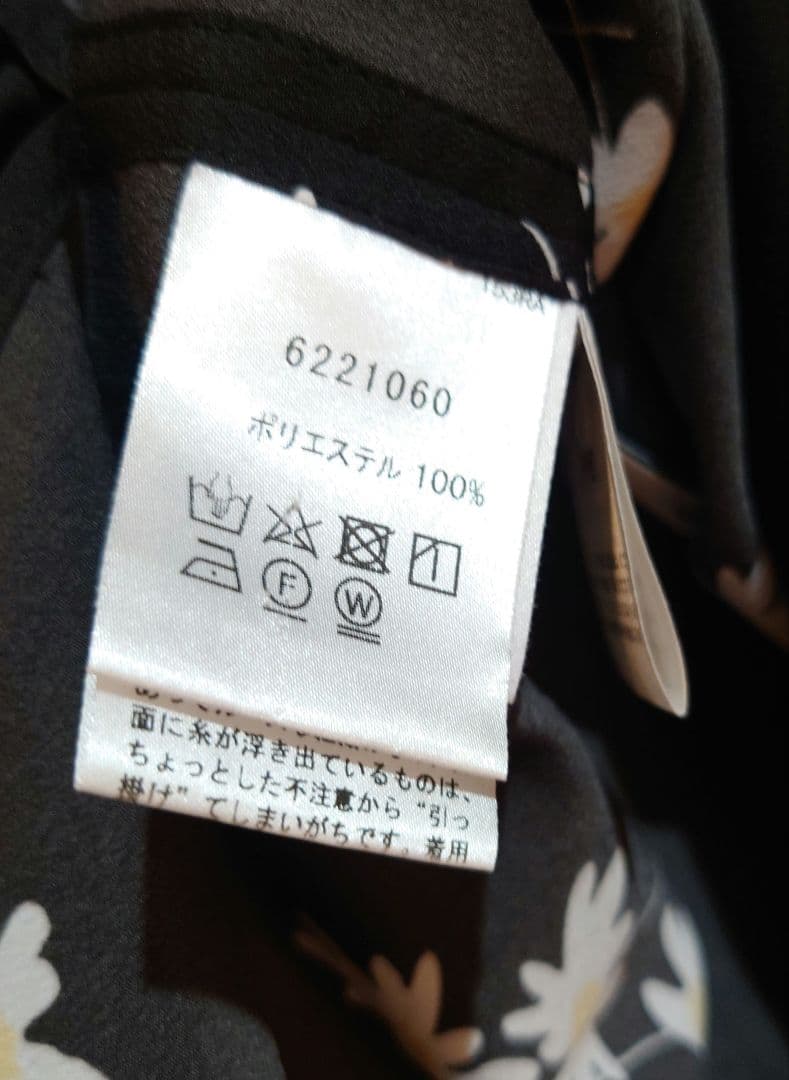 6221060
ポリエステル 100%
F
W
面に糸が浮き出ているものは、
ちょっとした不注意から“引っ
掛け”てしまいがちです。着用